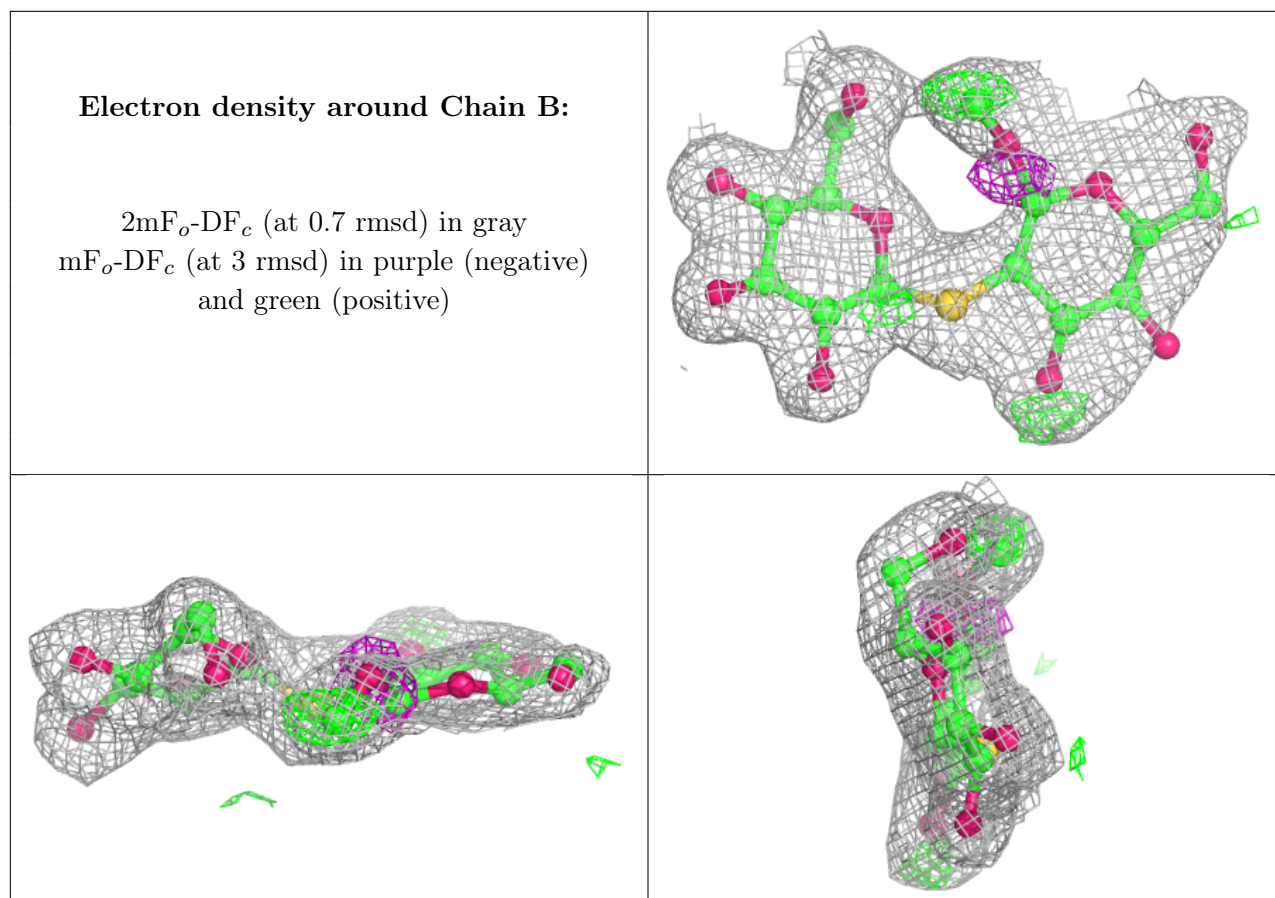 Electron density around Chain B:
2mFₒ-DF𝒸 (at 0.7 rmsd) in gray
mFₒ-DF𝒸 (at 3 rmsd) in purple (negative)
and green (positive)